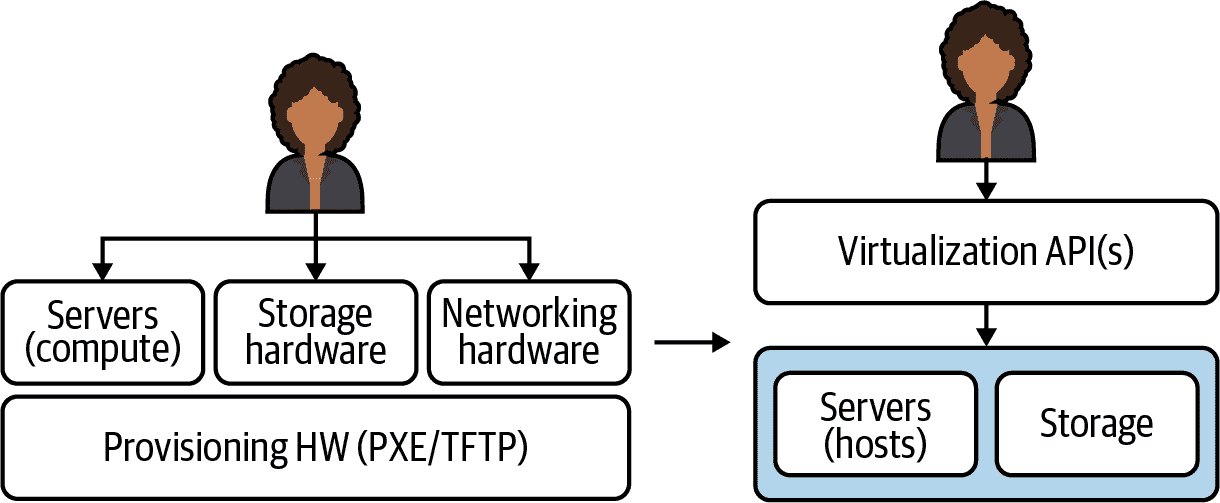 Servers
(compute)
Storage
hardware
Networking
hardware
Provisioning HW (PXE/TFTP)
Virtualization API(s)
Servers
(hosts)
Storage